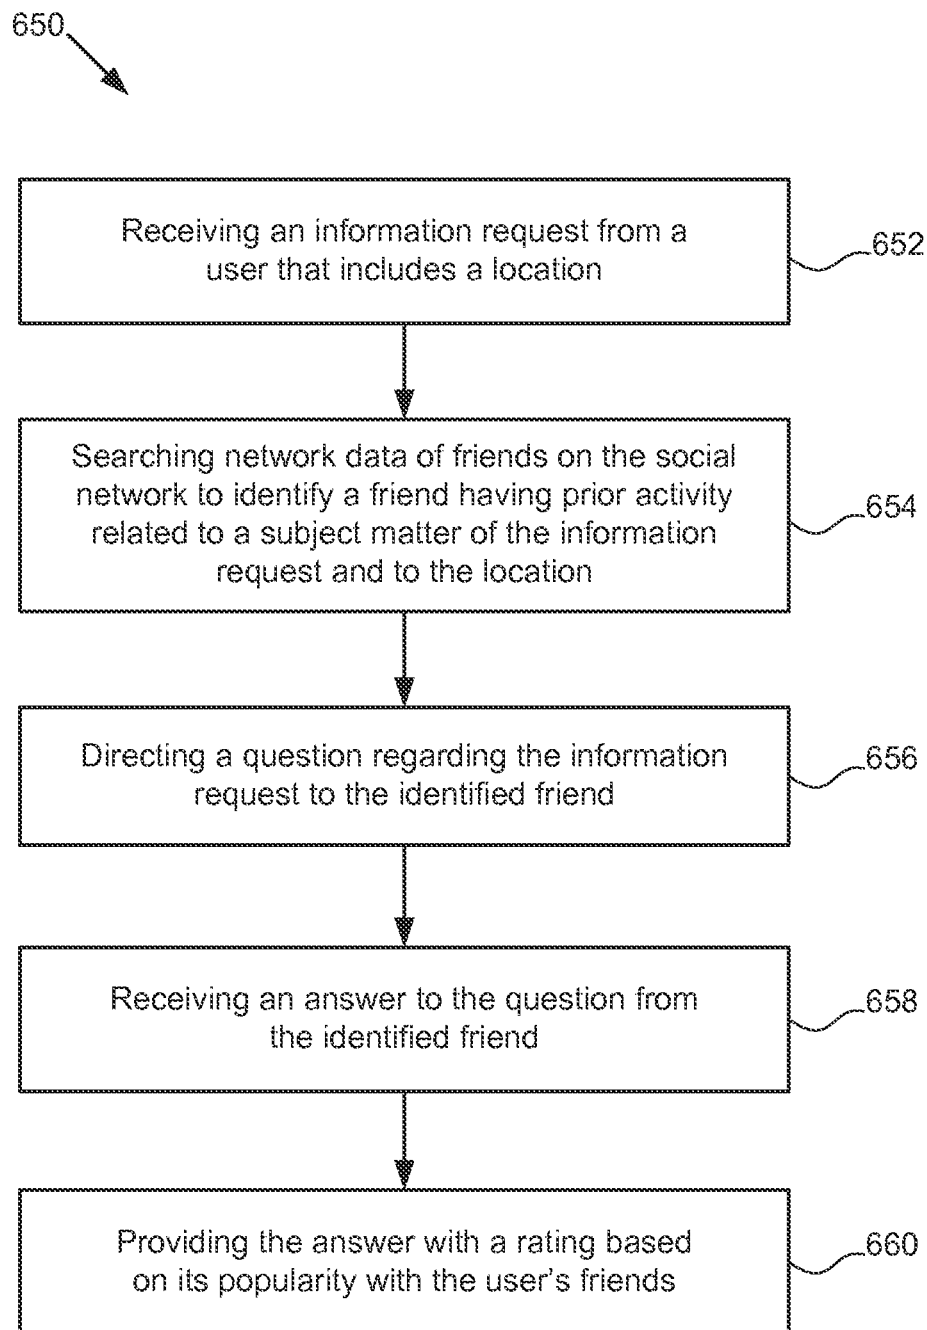 650
Receiving an information request from a
user that includes a location
652
Searching network data of friends on the social
network to identify a friend having prior activity
related to a subject matter of the information
request and to the location
654
Directing a question regarding the information
request to the identified friend
656
Receiving an answer to the question from
the identified friend
658
Providing the answer with a rating based
on its popularity with the user's friends
660